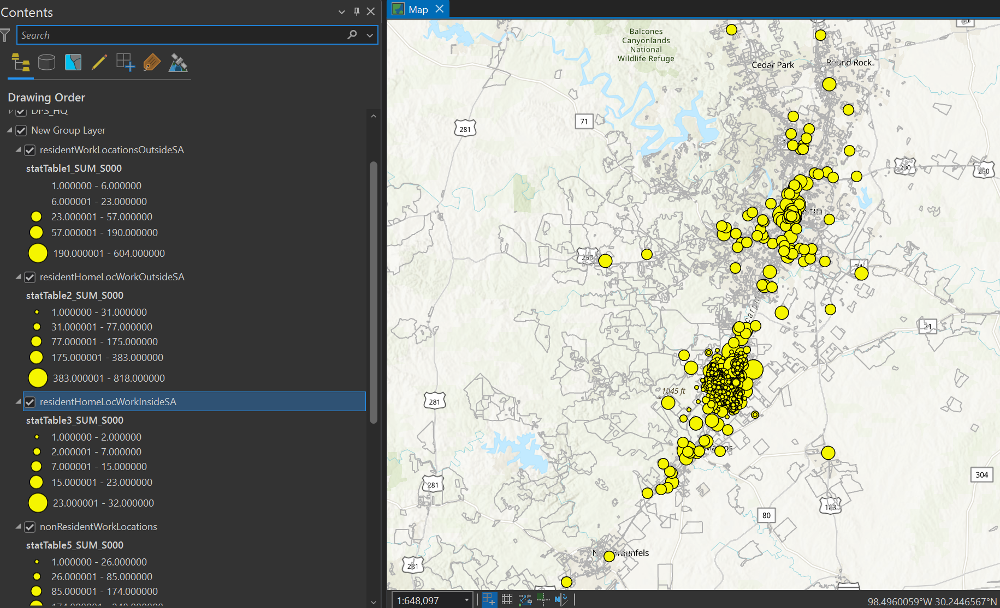 Contents
Search
Drawing Order
DPS_HQ
New Group Layer
residentWorkLocationsOutsideSA
statTable1_SUM_S000
1.000000 - 6.000000
6.000001 - 23.000000
23.000001 - 57.000000
57.000001 - 190.000000
190.000001 - 604.000000
residentHomeLocWorkOutsideSA
statTable2_SUM_S000
1.000000 - 31.000000
31.000001 - 77.000000
77.000001 - 175.000000
175.000001 - 383.000000
383.000001 - 818.000000
residentHomeLocWorkInsideSA
statTable3_SUM_S000
1.000000 - 2.000000
2.000001 - 7.000000
7.000001 - 15.000000
15.000001 - 23.000000
23.000001 - 32.000000
nonResidentWorkLocations
statTable5_SUM_S000
1.000000 - 26.000000
26.000001 - 85.000000
85.000001 - 174.000000
Map
Balcones
Canyonlands
National
Wildlife Refuge
Cedar Park
Round Rock
71
281
290
290
290
71
21
1045 ft
281
281
304
183
80
281
1:648,097
98.4960059°W 30.2446567°N